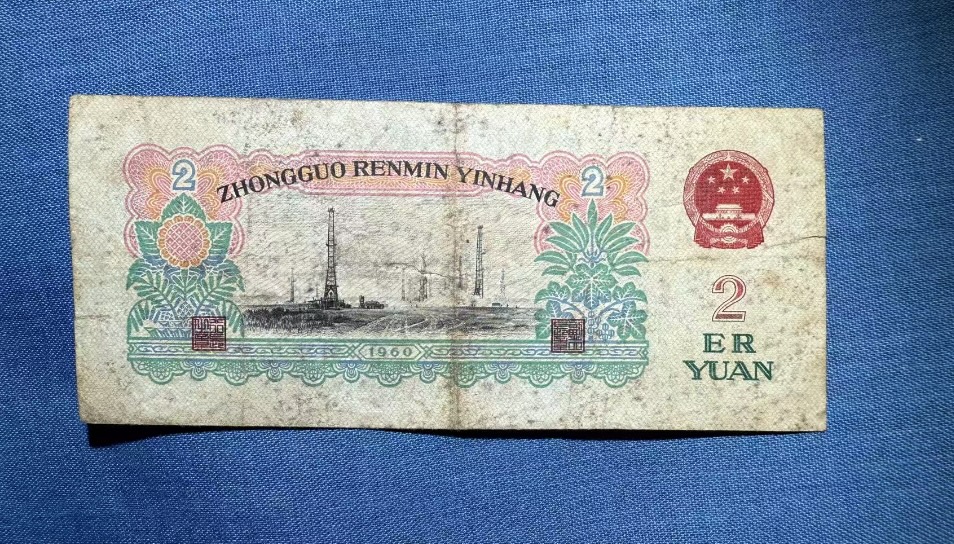 2
ZHONGGUO RENMIN YINHANG
2
1960
2
ER
YUAN